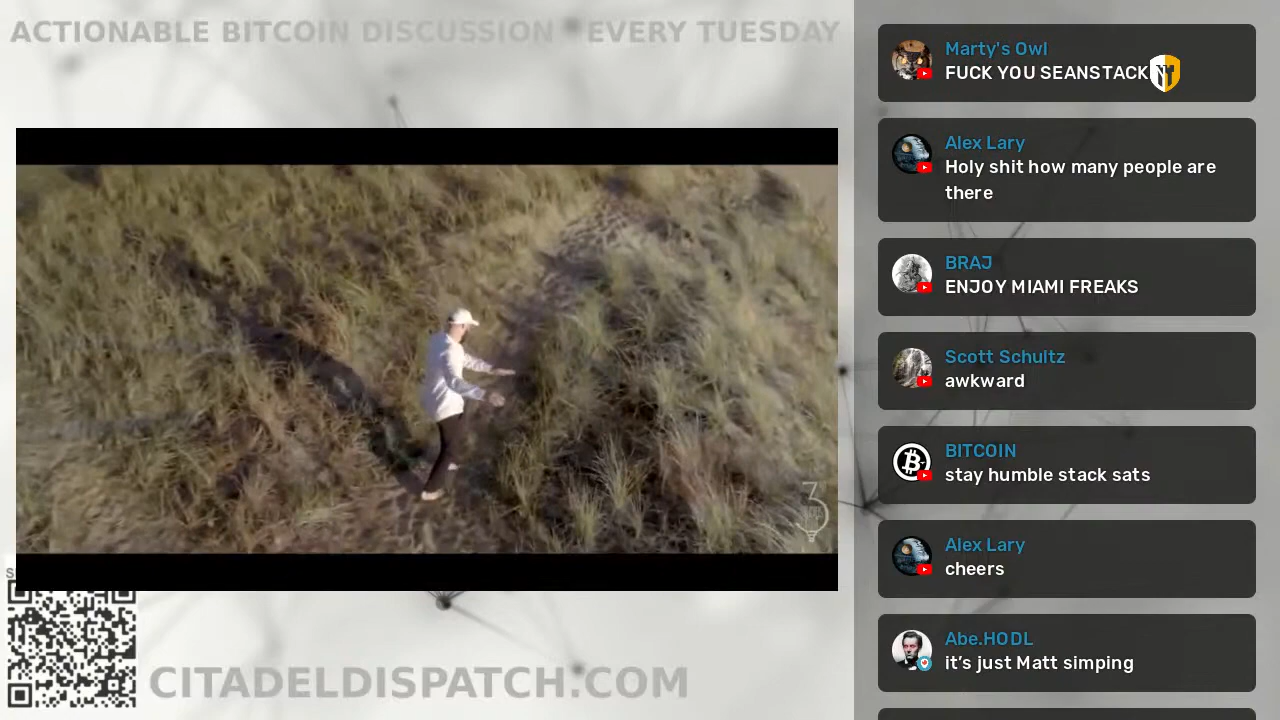 ACTIONABLE BITCOIN DISCUSSION • EVERY TUESDAY
Marty's Owl
FUCK YOU SEANSTACK
Alex Lary
Holy shit how many people are
there
BRAJ
ENJOY MIAMI FREAKS
Scott Schultz
awkward
BITCOIN
stay humble stack sats
Alex Lary
cheers
Abe.HODL
it's just Matt simping
3
CITADELDISPATCH.COM